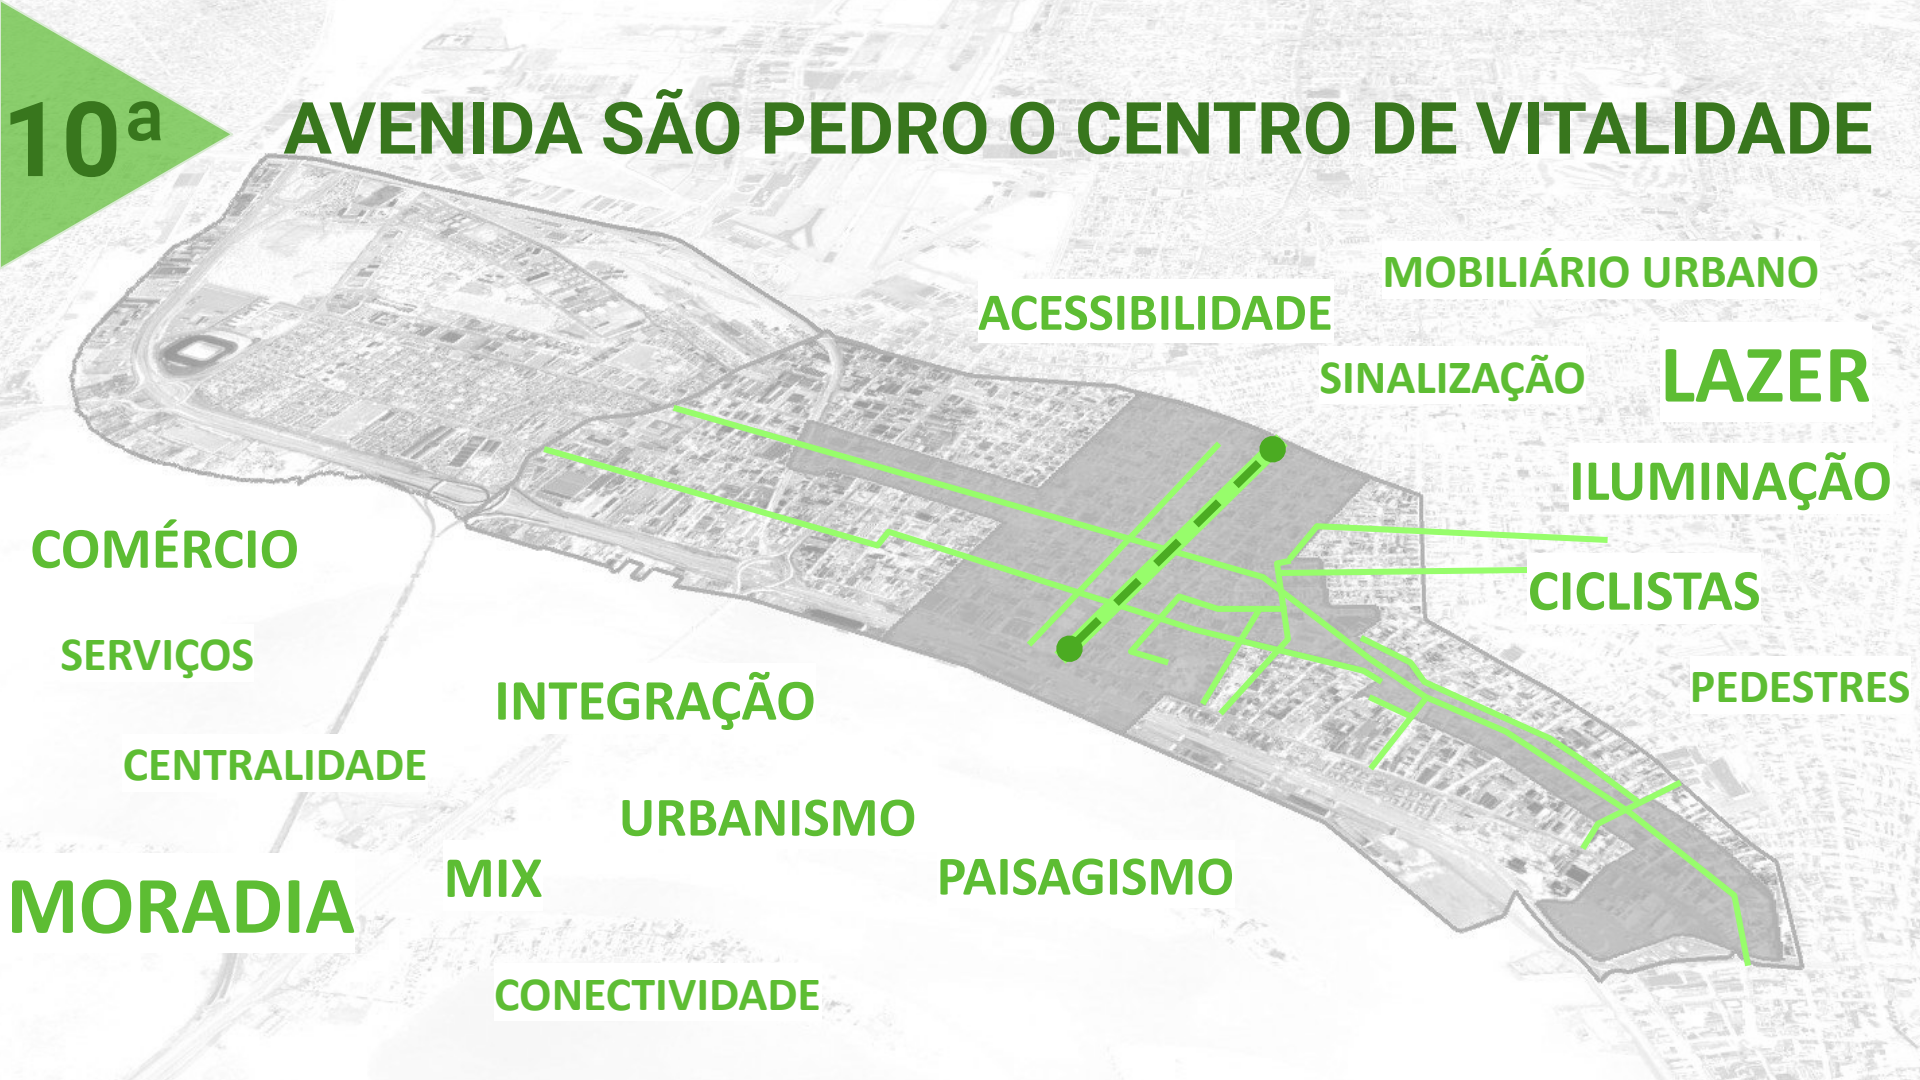 10ª
AVENIDA SÃO PEDRO O CENTRO DE VITALIDADE
MOBILIÁRIO URBANO
ACESSIBILIDADE
SINALIZAÇÃO
LAZER
ILUMINAÇÃO
COMÉRCIO
CICLISTAS
SERVIÇOS
PEDESTRES
INTEGRAÇÃO
CENTRALIDADE
URBANISMO
MIX
PAISAGISMO
MORADIA
CONECTIVIDADE